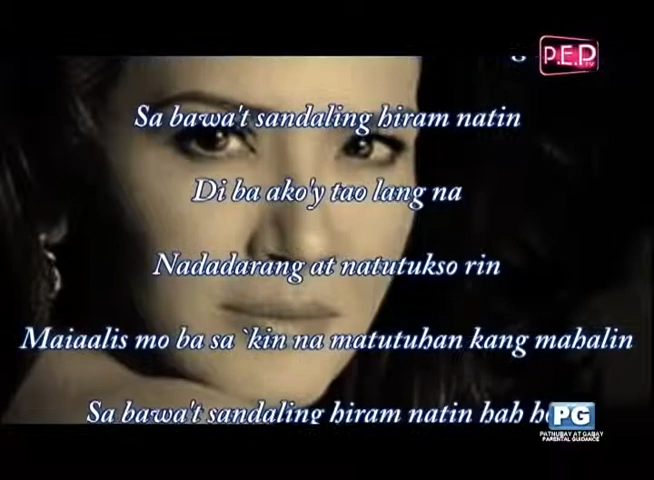 P.E.P TV
Sa bawa't sandaling hiram natin
Di ba ako'y tao lang na
Nadadarang at natutukso rin
Maiaalis mo ba sa `kin na matutuhan kang mahalin
Sa bawa't sandaling hiram natin hah
PG
PATNUBAY AT GABAY
PARENTAL GUIDANCE